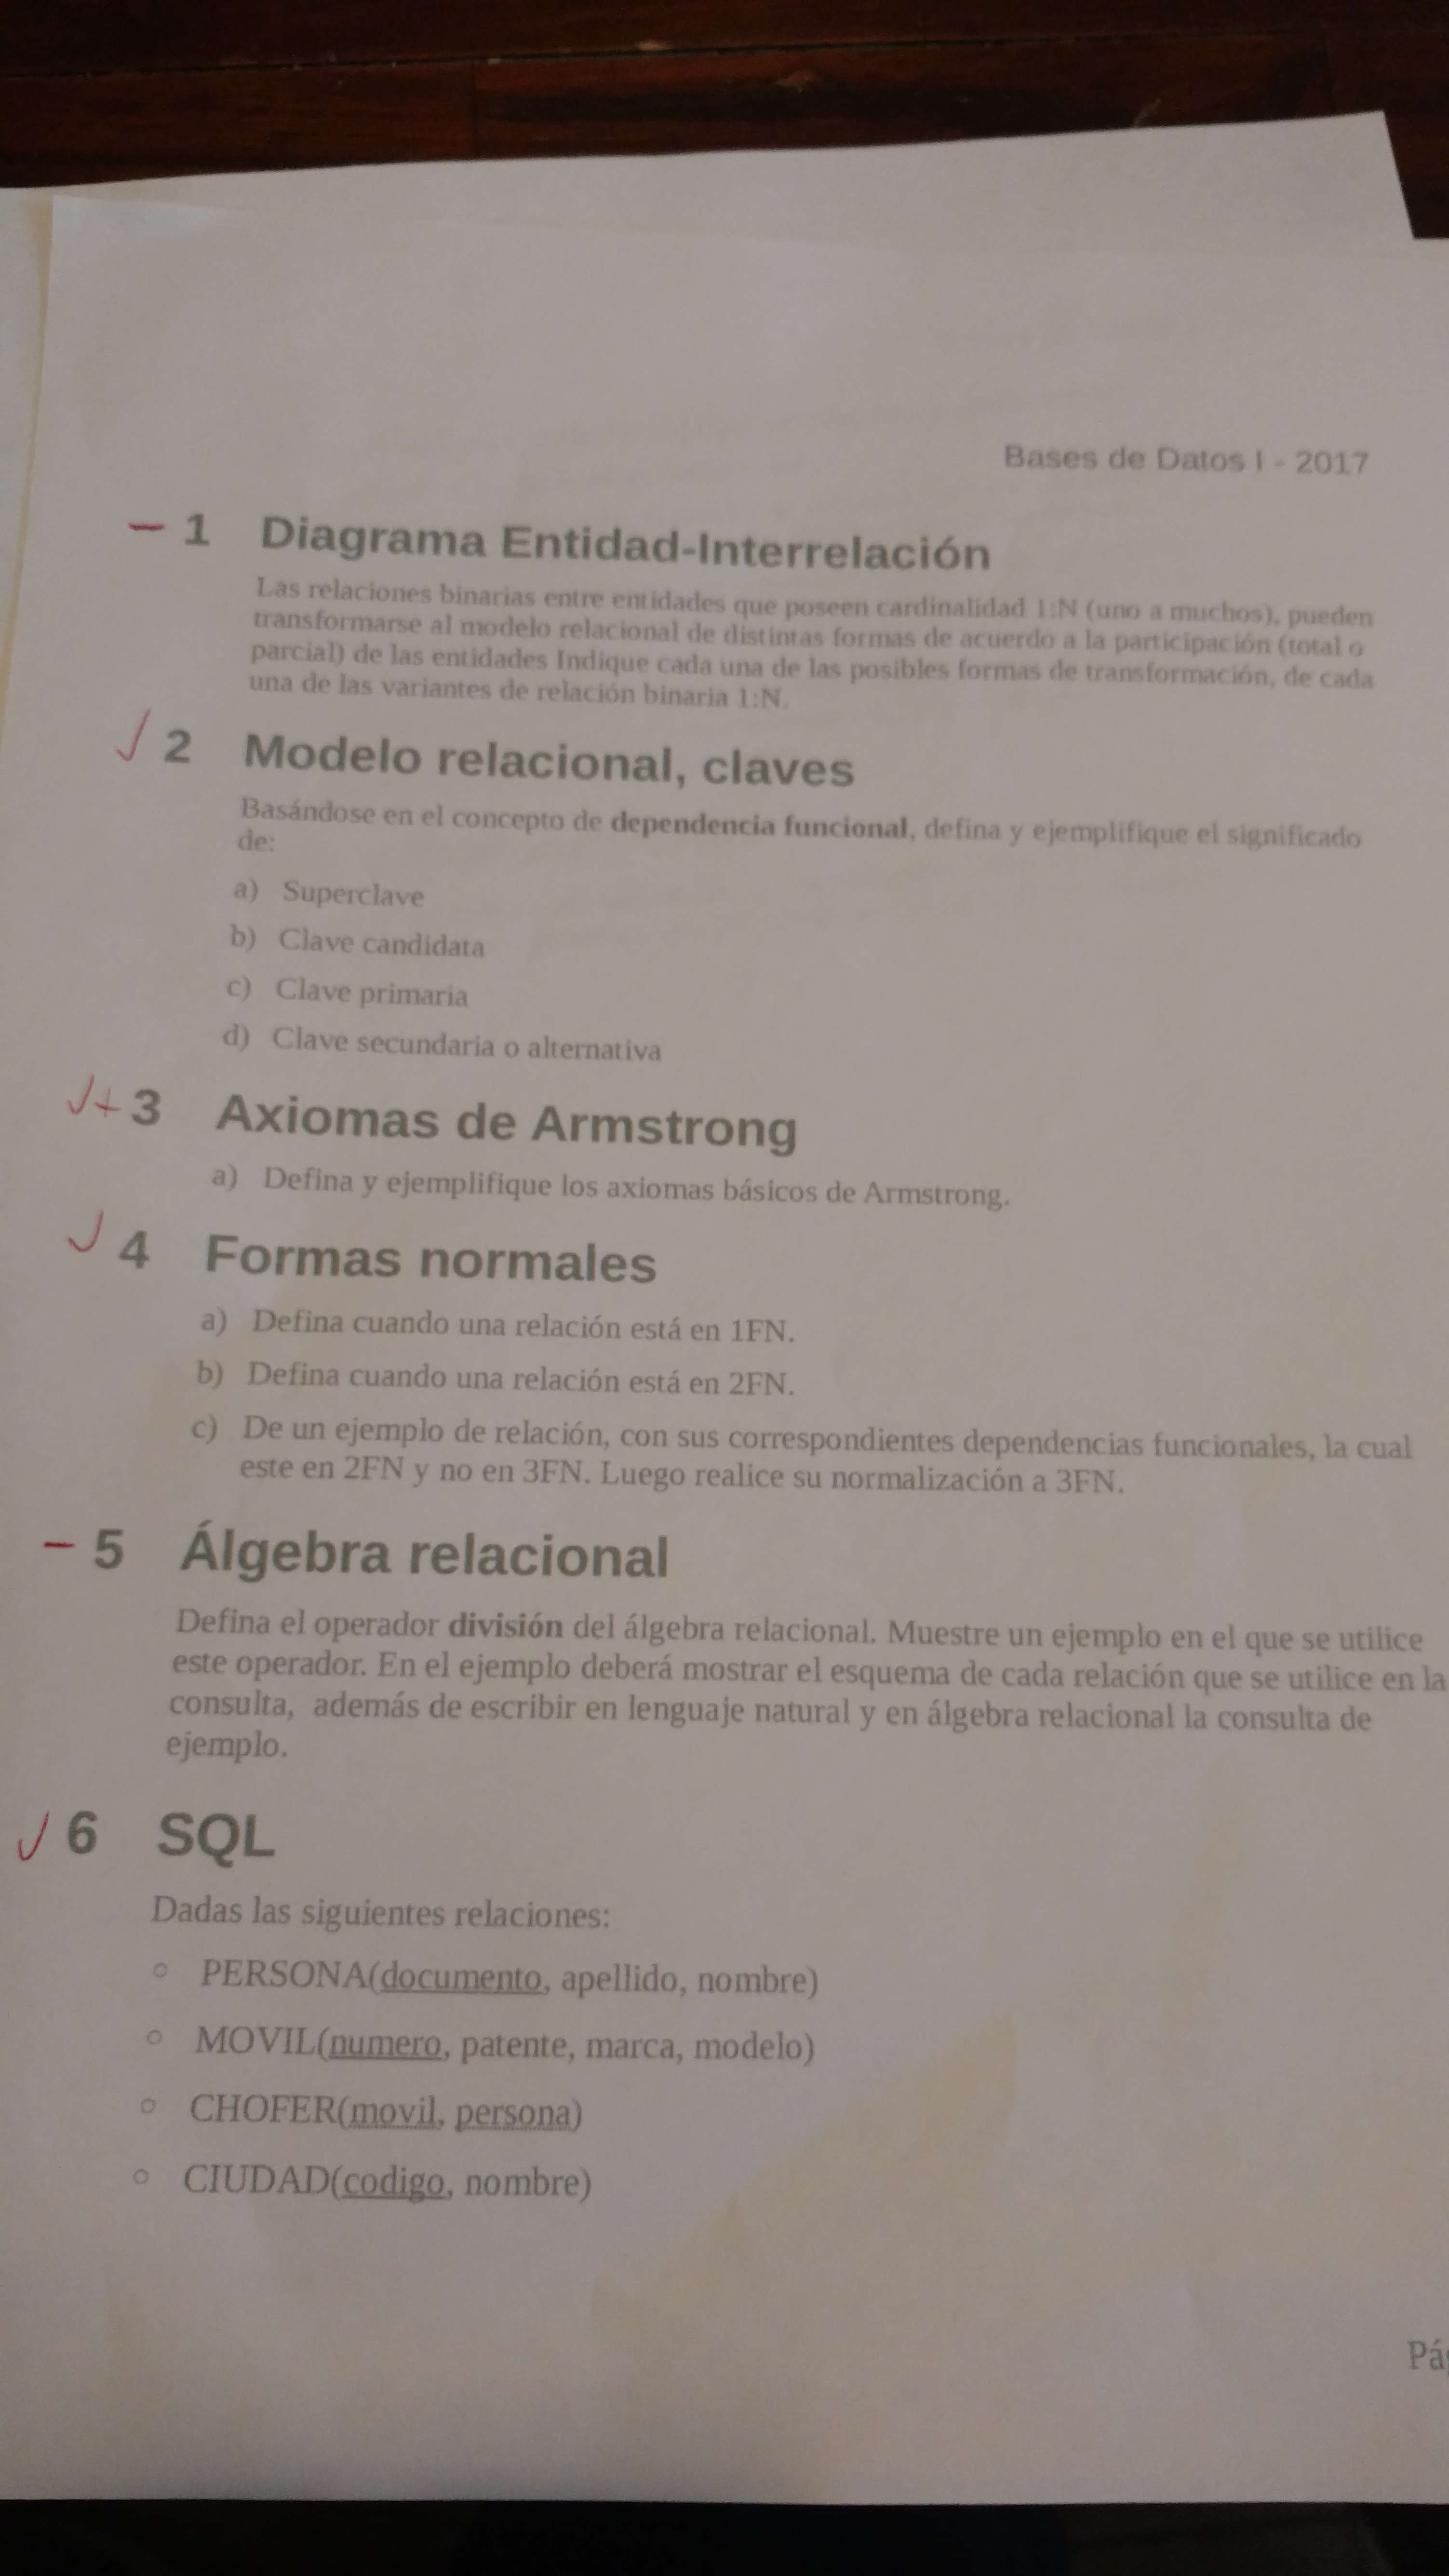 Bases de Datos I - 2017
– 1 Diagrama Entidad-Interrelación
Las relaciones binarias entre entidades que poseen cardinalidad 1:N (uno a muchos), pueden
transformarse al modelo relacional de distintas formas de acuerdo a la participación (total o
parcial) de las entidades Indique cada una de las posibles formas de transformación, de cada
una de las variantes de relación binaria 1:N.
✓ 2 Modelo relacional, claves
Basándose en el concepto de dependencia funcional, defina y ejemplifique el significado
de:
a) Superclave
b) Clave candidata
c) Clave primaria
d) Clave secundaria o alternativa
✓+ 3 Axiomas de Armstrong
a) Defina y ejemplifique los axiomas básicos de Armstrong.
✓ 4 Formas normales
a) Defina cuando una relación está en 1FN.
b) Defina cuando una relación está en 2FN.
c) De un ejemplo de relación, con sus correspondientes dependencias funcionales, la cual
este en 2FN y no en 3FN. Luego realice su normalización a 3FN.
– 5 Álgebra relacional
Defina el operador división del álgebra relacional. Muestre un ejemplo en el que se utilice
este operador. En el ejemplo deberá mostrar el esquema de cada relación que se utilice en la
consulta, además de escribir en lenguaje natural y en álgebra relacional la consulta de
ejemplo.
✓ 6 SQL
Dadas las siguientes relaciones:
○ PERSONA(documento, apellido, nombre)
○ MOVIL(numero, patente, marca, modelo)
○ CHOFER(movil, persona)
○ CIUDAD(codigo, nombre)